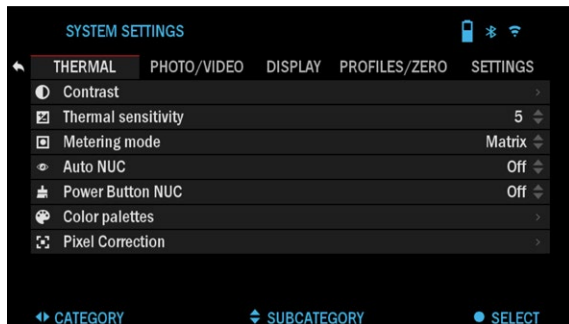 SYSTEM SETTINGS
THERMAL PHOTO/VIDEO DISPLAY PROFILES/ZERO SETTINGS
Contrast
Thermal sensitivity 5
Metering mode Matrix
Auto NUC Off
Power Button NUC Off
Color palettes
Pixel Correction
CATEGORY SUBCATEGORY SELECT